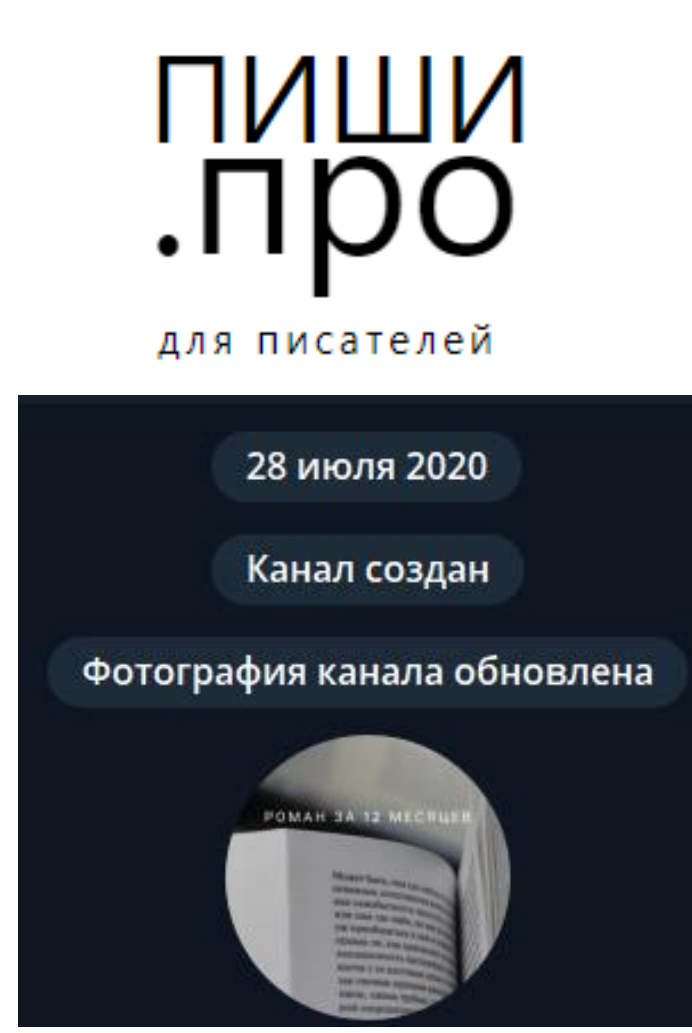 пиши
.про
для писателей
28 июля 2020
Канал создан
Фотография канала обновлена
РОМАН ЗА 12 МЕСЯЦЕВ